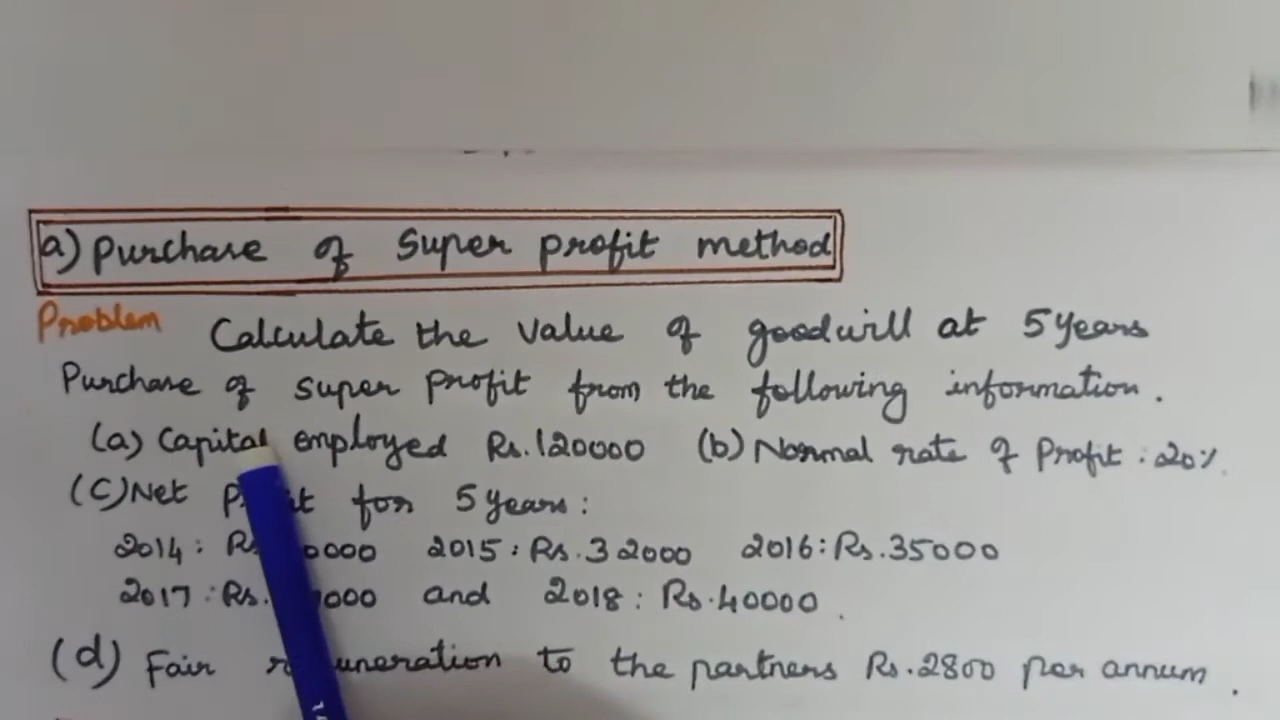 a) Purchase of Super profit method
Problem Calculate the value of goodwill at 5 years
Purchase of super profit from the following information.
(a) Capital employed Rs.120000 (b) Normal rate of Profit : 20%
(C) Net for 5 years :
2014 : 2015 : Rs.32000 2016 : Rs.35000
2017 : Rs. and 2018 : Rs.40000.
(d) Fair to the partners Rs.2800 per annum.